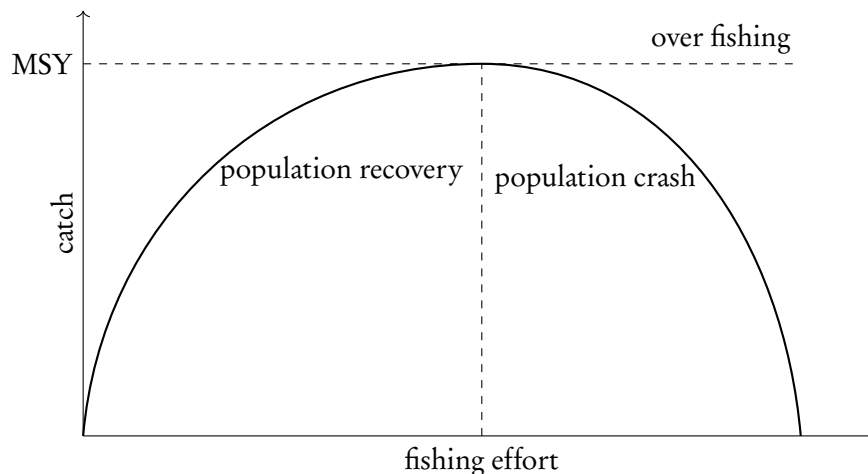 over fishing
MSY
population recovery
population crash
catch
fishing effort